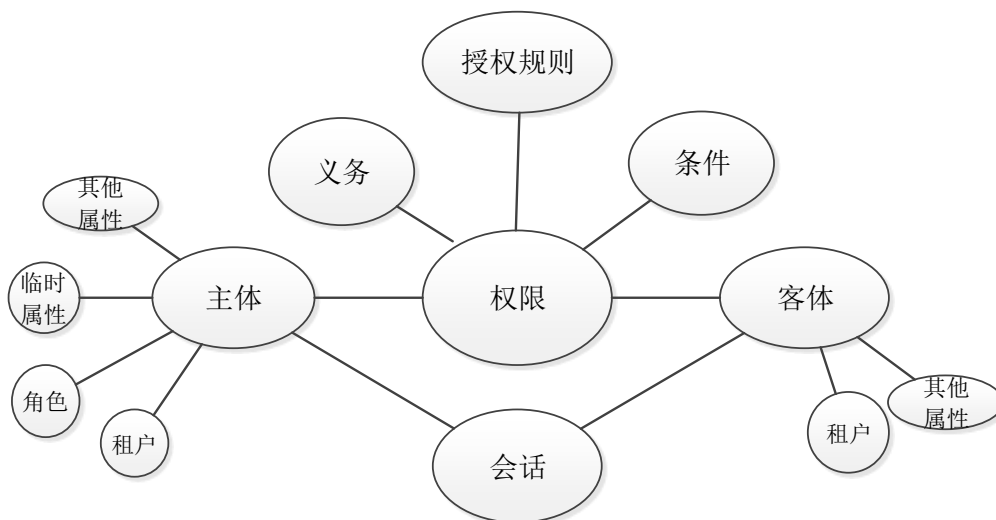 授权规则
义务
条件
其他
属性
临时
属性
主体
权限
客体
角色
租户
会话
租户
其他
属性